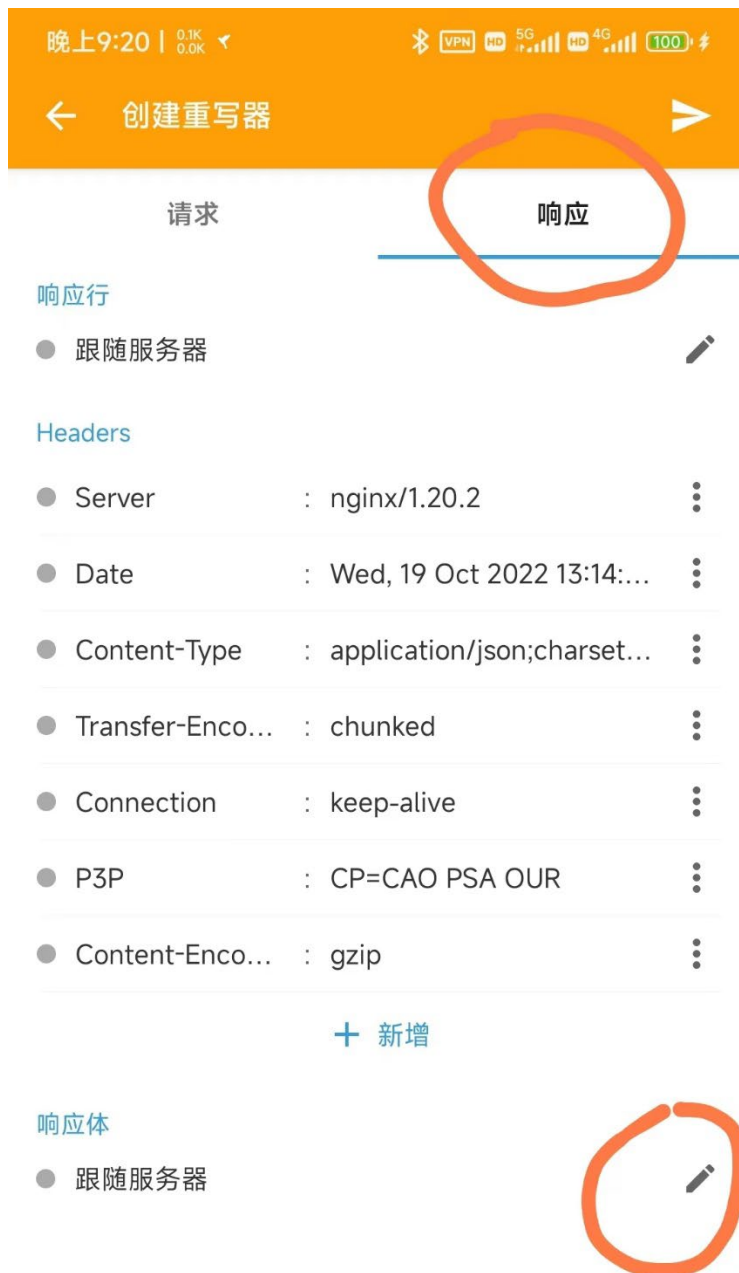 晚上9:20 | 0.1K 0.0K VPN HD 5G HD 4G 100
创建重写器
请求 响应
响应行
跟随服务器
Headers
Server : nginx/1.20.2
Date : Wed, 19 Oct 2022 13:14:...
Content-Type : application/json;charset...
Transfer-Enco... : chunked
Connection : keep-alive
P3P : CP=CAO PSA OUR
Content-Enco... : gzip
+ 新增
响应体
跟随服务器